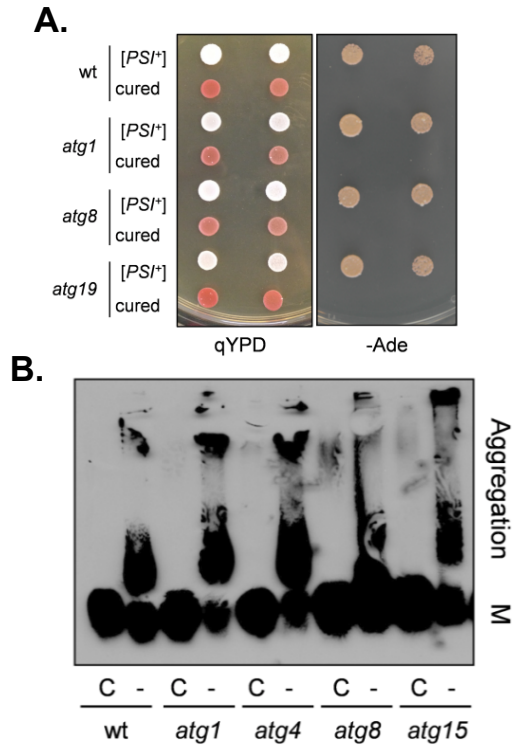 A.
wt
[PSI+]
cured
atg1
[PSI+]
cured
atg8
[PSI+]
cured
atg19
[PSI+]
cured
qYPD
-Ade
B.
Aggregation
M
C - C - C - C - C -
wt atg1 atg4 atg8 atg15